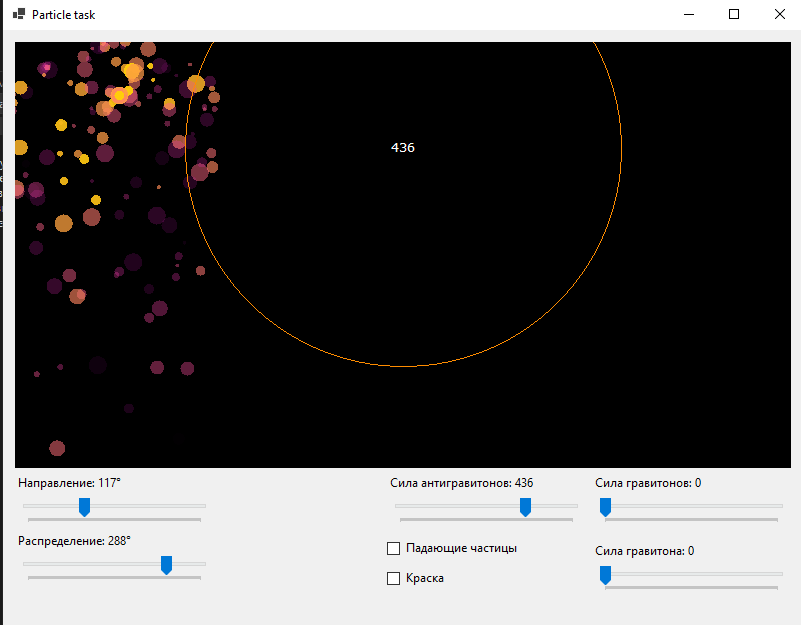 Particle task
436
Направление: 117°
Распределение: 288°
Сила антигравитонов: 436
Падающие частицы
Краска
Сила гравитонов: 0
Сила гравитона: 0